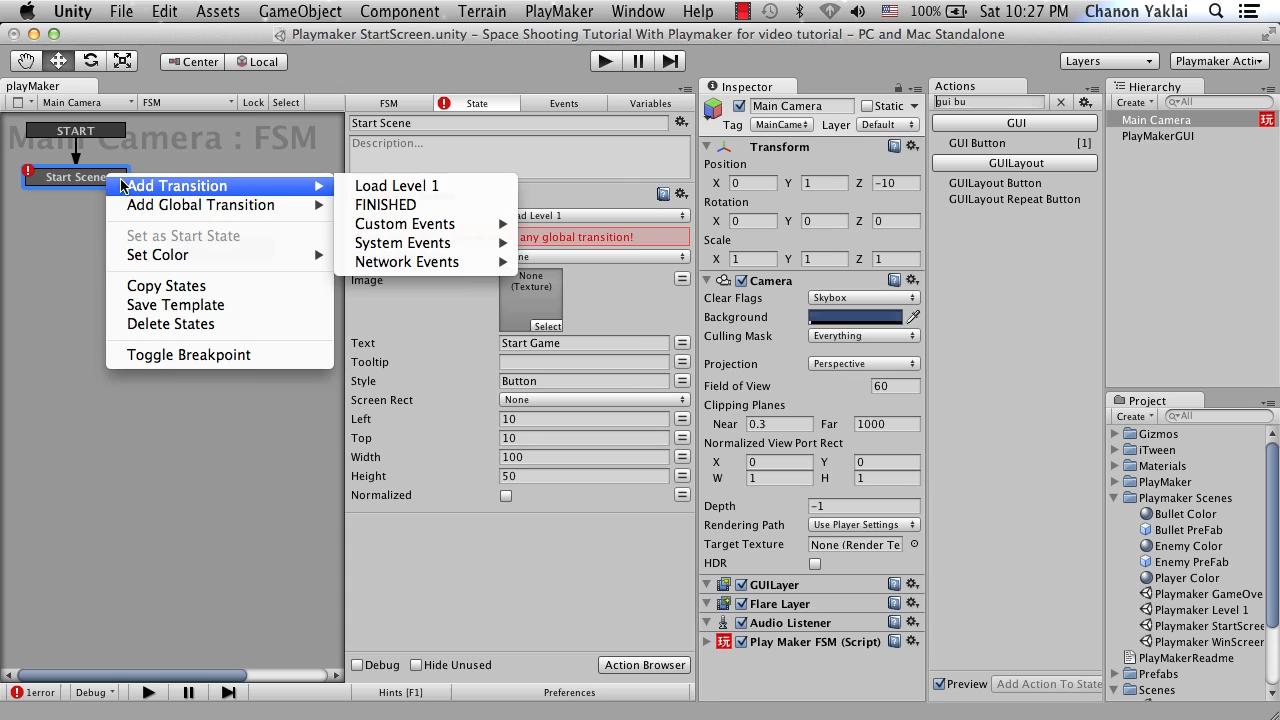 Unity File Edit Assets GameObject Component Terrain PlayMaker Window Help 100% Sat 10:27 PM Chanon Yaklai
Playmaker StartScreen.unity - Space Shooting Tutorial With Playmaker for video tutorial - PC and Mac Standalone
Center Local Layers Playmaker Activ
playMaker
Main Camera FSM Lock Select
Main Camera : FSM
START
Start Scene
Add Transition
Add Global Transition
Set as Start State
Set Color
Copy States
Save Template
Delete States
Toggle Breakpoint
Load Level 1
FINISHED
Custom Events
System Events
Network Events
FSM State Events Variables
Start Scene
Description...
ad Level 1
any global transition!
ne
Image
None
(Texture)
Select
Text Start Game
Tooltip
Style Button
Screen Rect None
Left 10
Top 10
Width 100
Height 50
Normalized
Debug Hide Unused Action Browser
1error Debug Hints [F1] Preferences
Inspector
Main Camera Static
Tag MainCame Layer Default
Transform
Position
X 0 Y 1 Z -10
Rotation
X 0 Y 0 Z 0
Scale
X 1 Y 1 Z 1
Camera
Clear Flags Skybox
Background
Culling Mask Everything
Projection Perspective
Field of View 60
Clipping Planes
Near 0.3 Far 1000
Normalized View Port Rect
X 0 Y 0
W 1 H 1
Depth -1
Rendering Path Use Player Settings
Target Texture None (Render Te
HDR
GUILayer
Flare Layer
Audio Listener
Play Maker FSM (Script)
Actions
gui bu
GUI
GUI Button [1]
GUILayout
GUILayout Button
GUILayout Repeat Button
Preview Add Action To State
Hierarchy
Create All
Main Camera
PlayMakerGUI
Project
Create All
Gizmos
iTween
Materials
PlayMaker
Playmaker Scenes
Bullet Color
Bullet PreFab
Enemy Color
Enemy PreFab
Player Color
Playmaker GameOve
Playmaker Level 1
Playmaker StartScree
Playmaker WinScreen
PlayMakerReadme
Prefabs
Scenes